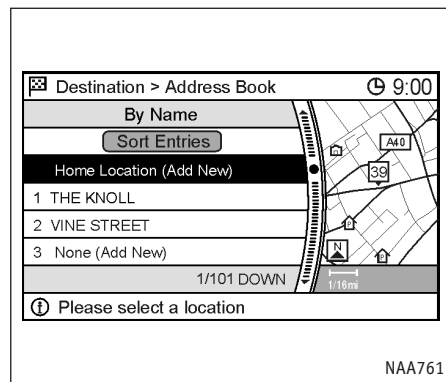 Destination > Address Book
9:00
By Name
Sort Entries
Home Location (Add New)
1 THE KNOLL
2 VINE STREET
3 None (Add New)
1/101 DOWN
A40
39
P
N
P
1/16mi
Please select a location
NAA761